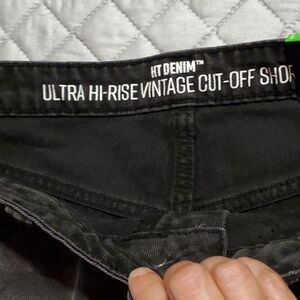 HT DENIM™
ULTRA HI-RISE VINTAGE CUT-OFF SHOR